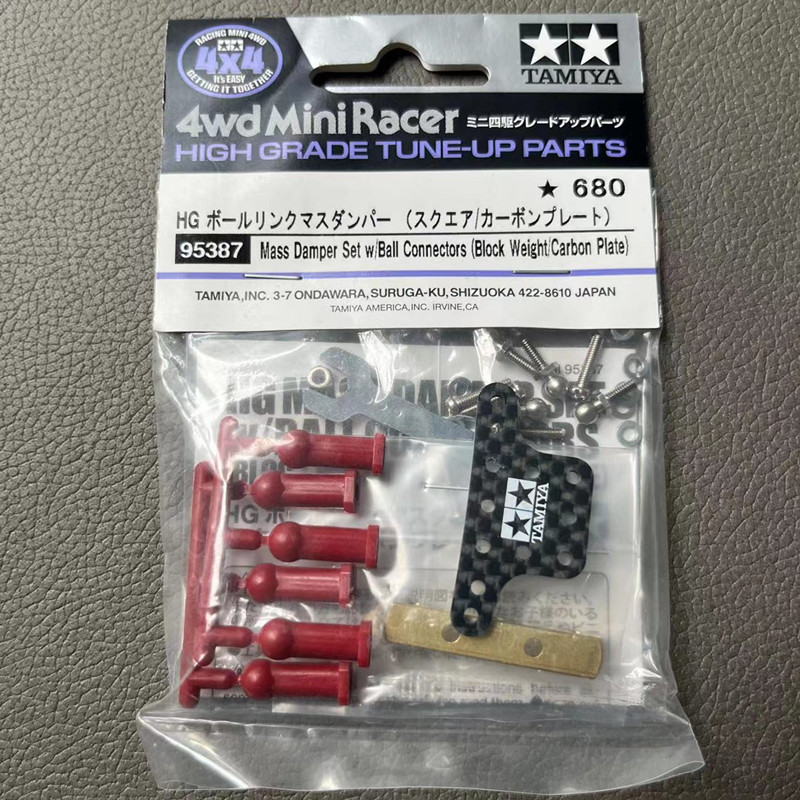 RACING MINI 4WD
4x4
It's EASY
GETTING IT TOGETHER
TAMIYA
4wd Mini Racer ミニ四駆グレードアップパーツ
HIGH GRADE TUNE-UP PARTS
★ 680
HG ボールリンクマスダンパー (スクエア/カーボンプレート)
95387 Mass Damper Set w/Ball Connectors (Block Weight/Carbon Plate)
TAMIYA,INC. 3-7 ONDAWARA,SURUGA-KU,SHIZUOKA 422-8610 JAPAN
TAMIYA AMERICA,INC. IRVINE,CA
HG
TAMIYA